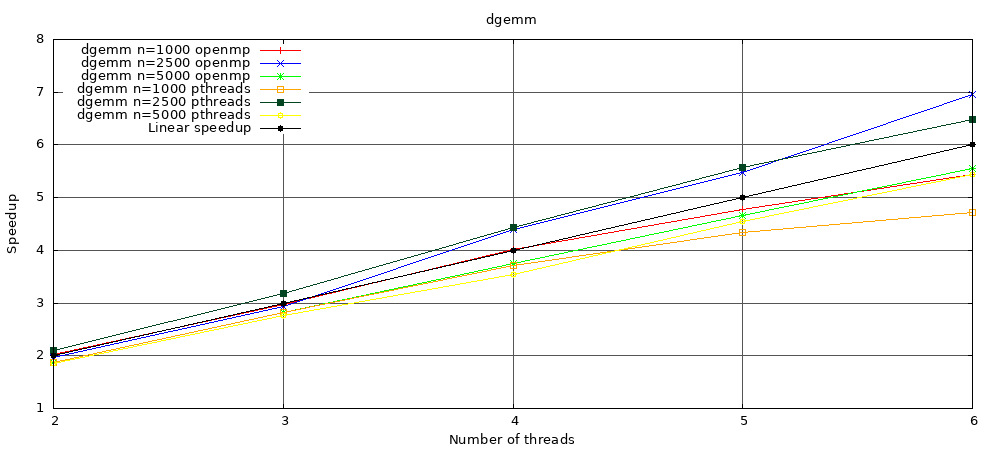 dgemm
8
7
6
5
4
3
2
1
Speedup
dgemm n=1000 openmp
dgemm n=2500 openmp
dgemm n=5000 openmp
dgemm n=1000 pthreads
dgemm n=2500 pthreads
dgemm n=5000 pthreads
Linear speedup
2 3 4 5 6
Number of threads